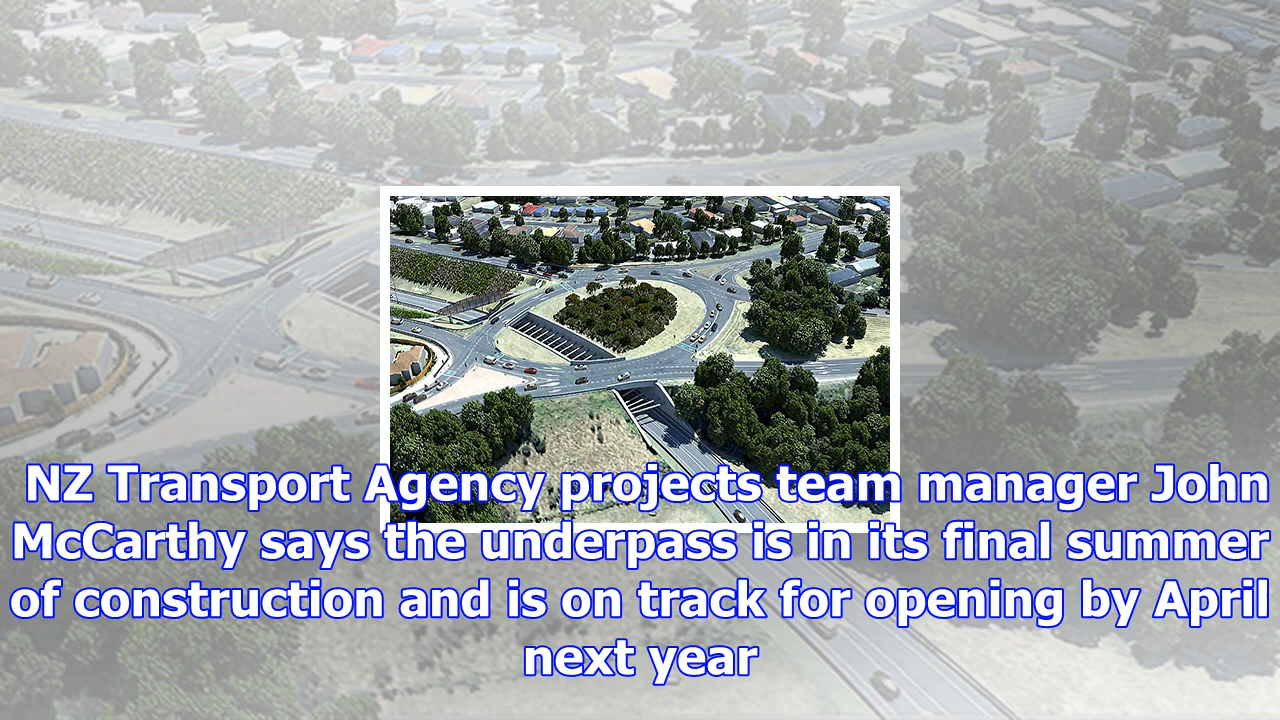 NZ Transport Agency projects team manager John
McCarthy says the underpass is in its final summer
of construction and is on track for opening by April
next year